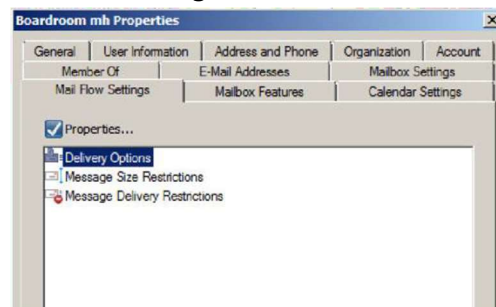 Boardroom mh Properties
General User Information Address and Phone Organization Account
Member Of E-Mail Addresses Mailbox Settings
Mail Flow Settings Mailbox Features Calendar Settings
Properties...
Delivery Options
Message Size Restrictions
Message Delivery Restrictions